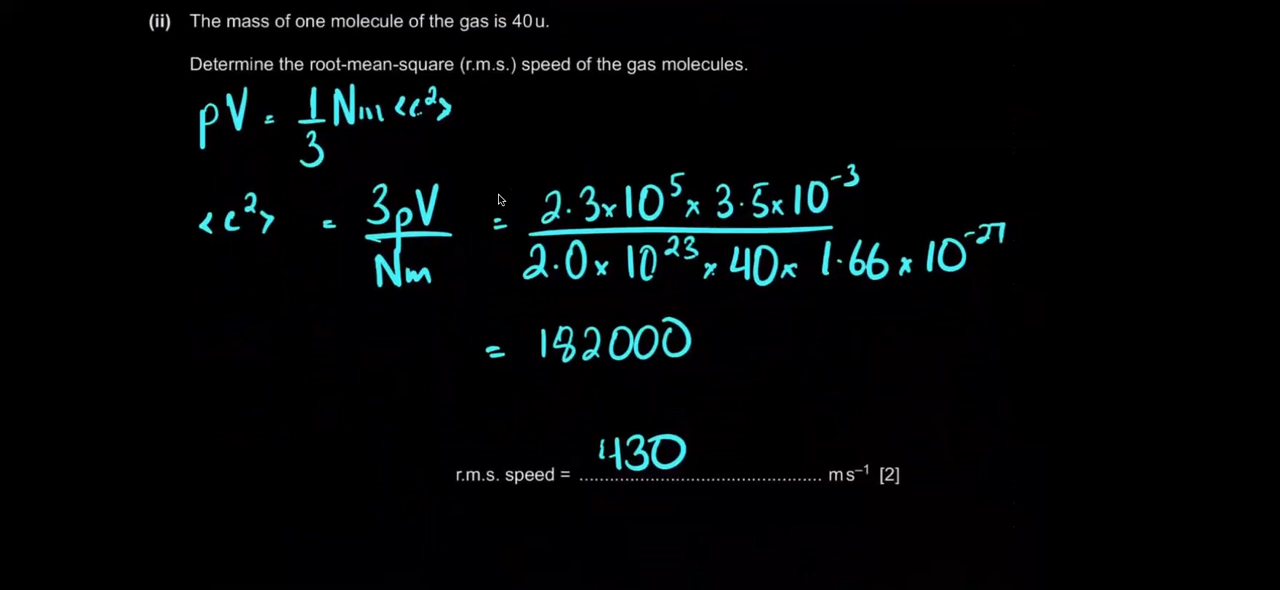 (ii) The mass of one molecule of the gas is 40 u.
Determine the root-mean-square (r.m.s.) speed of the gas molecules.
pV = 1/3 Nm <c²>
<c²> = 3pV/Nm = 2.3 × 10⁵ × 3.5 × 10⁻³ / 2.0 × 10²³ × 40 × 1.66 × 10⁻²⁷
= 182000
r.m.s. speed = 430 m s⁻¹ [2]